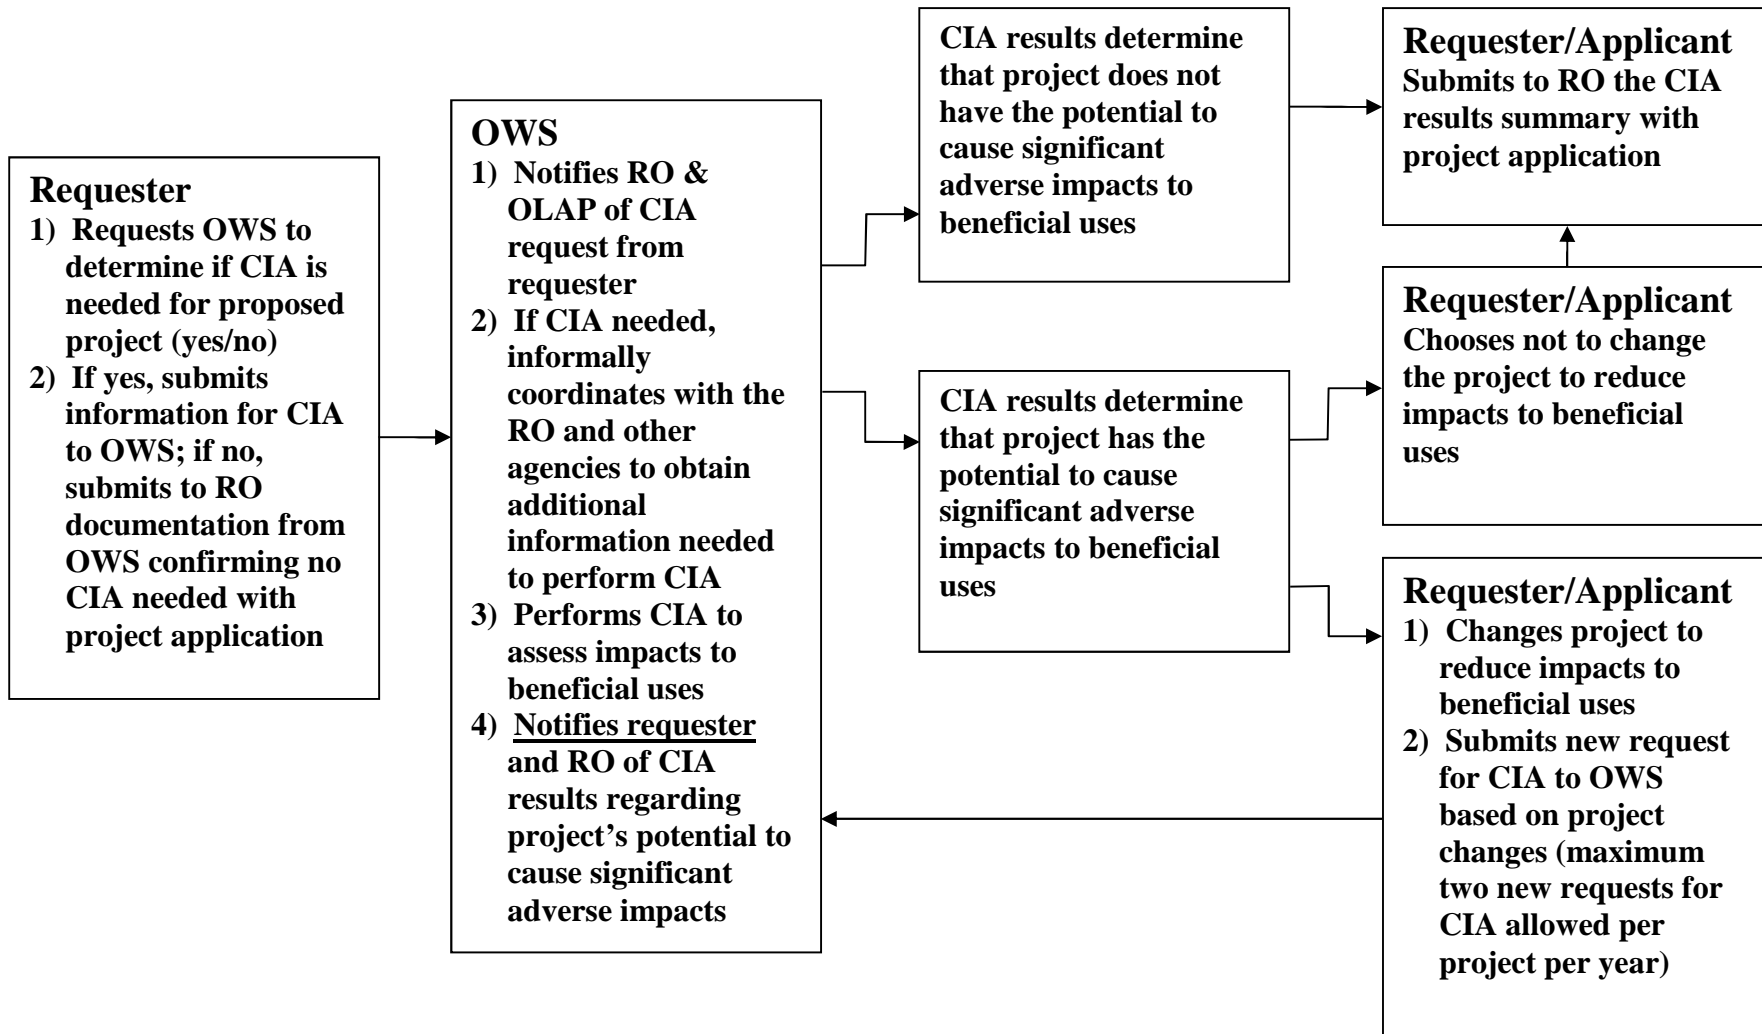 Requester
1) Requests OWS to
determine if CIA is
needed for proposed
project (yes/no)
2) If yes, submits
information for CIA
to OWS; if no,
submits to RO
documentation from
OWS confirming no
CIA needed with
project application
OWS
1) Notifies RO &
OLAP of CIA
request from
requester
2) If CIA needed,
informally
coordinates with the
RO and other
agencies to obtain
additional
information needed
to perform CIA
3) Performs CIA to
assess impacts to
beneficial uses
4) Notifies requester
and RO of CIA
results regarding
project’s potential to
cause significant
adverse impacts
CIA results determine
that project does not
have the potential to
cause significant
adverse impacts to
beneficial uses
CIA results determine
that project has the
potential to cause
significant adverse
impacts to beneficial
uses
Requester/Applicant
Submits to RO the CIA
results summary with
project application
Requester/Applicant
Chooses not to change
the project to reduce
impacts to beneficial
uses
Requester/Applicant
1) Changes project to
reduce impacts to
beneficial uses
2) Submits new request
for CIA to OWS
based on project
changes (maximum
two new requests for
CIA allowed per
project per year)